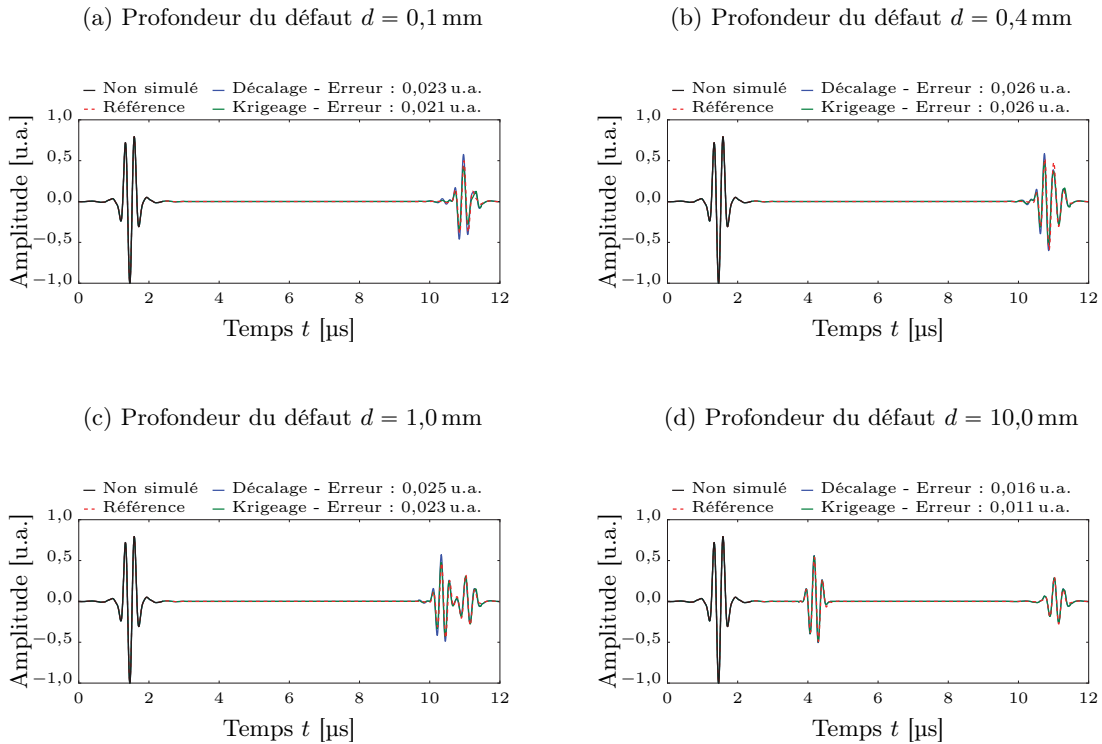 (a) Profondeur du défaut d = 0,1 mm
Non simulé Décalage - Erreur : 0,023 u.a.
Référence Krigeage - Erreur : 0,021 u.a.
1,0
0,5
0,0
−0,5
−1,0
Amplitude [u.a.]
0 2 4 6 8 10 12
Temps t [µs]
(b) Profondeur du défaut d = 0,4 mm
Non simulé Décalage - Erreur : 0,026 u.a.
Référence Krigeage - Erreur : 0,026 u.a.
1,0
0,5
0,0
−0,5
−1,0
Amplitude [u.a.]
0 2 4 6 8 10 12
Temps t [µs]
(c) Profondeur du défaut d = 1,0 mm
Non simulé Décalage - Erreur : 0,025 u.a.
Référence Krigeage - Erreur : 0,023 u.a.
1,0
0,5
0,0
−0,5
−1,0
Amplitude [u.a.]
0 2 4 6 8 10 12
Temps t [µs]
(d) Profondeur du défaut d = 10,0 mm
Non simulé Décalage - Erreur : 0,016 u.a.
Référence Krigeage - Erreur : 0,011 u.a.
1,0
0,5
0,0
−0,5
−1,0
Amplitude [u.a.]
0 2 4 6 8 10 12
Temps t [µs]